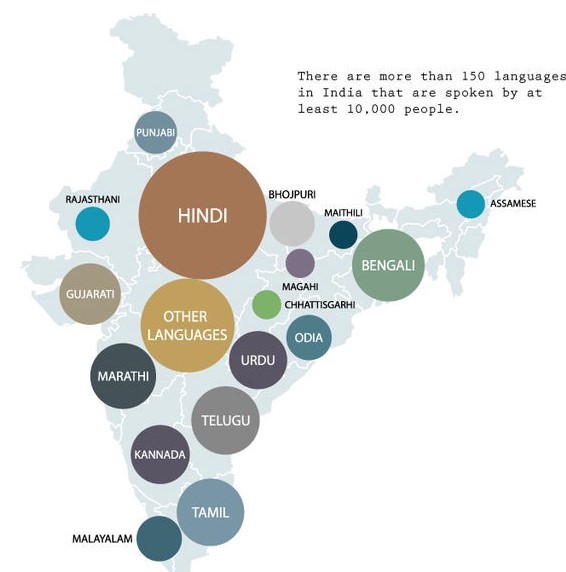 There are more than 150 languages
in India that are spoken by at
least 10,000 people.
PUNJABI
RAJASTHANI
HINDI
BHOJPURI
MAITHILI
ASSAMESE
GUJARATI
MAGAHI
BENGALI
OTHER
LANGUAGES
CHHATTISGARHI
ODIA
MARATHI
URDU
TELUGU
KANNADA
TAMIL
MALAYALAM